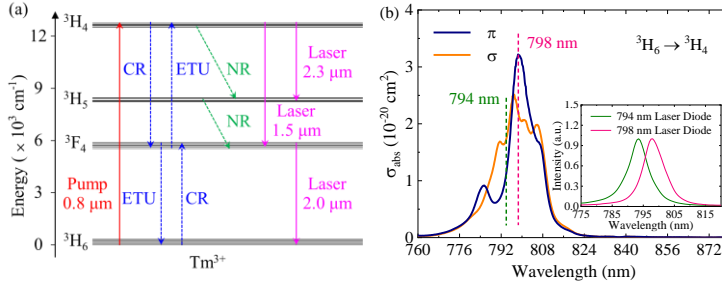 (a)
³H₄
³H₅
³F₄
³H₆
Energy ( × 10³ cm⁻¹)
12
9
6
3
0
CR
ETU
NR
Laser
2.3 μm
NR
Laser
1.5 μm
Pump
0.8 μm
ETU
CR
Laser
2.0 μm
Tm³⁺
(b)
σabs (10⁻²⁰ cm²)
4
3
2
1
0
π
σ
798 nm
794 nm
³H₆ → ³H₄
760
776
792
808
824
840
856
872
Wavelength (nm)
794 nm Laser Diode
798 nm Laser Diode
Intensity (a.u.)
1.5
1.2
0.9
0.6
0.3
0.0
775
785
795
805
815
Wavelength (nm)